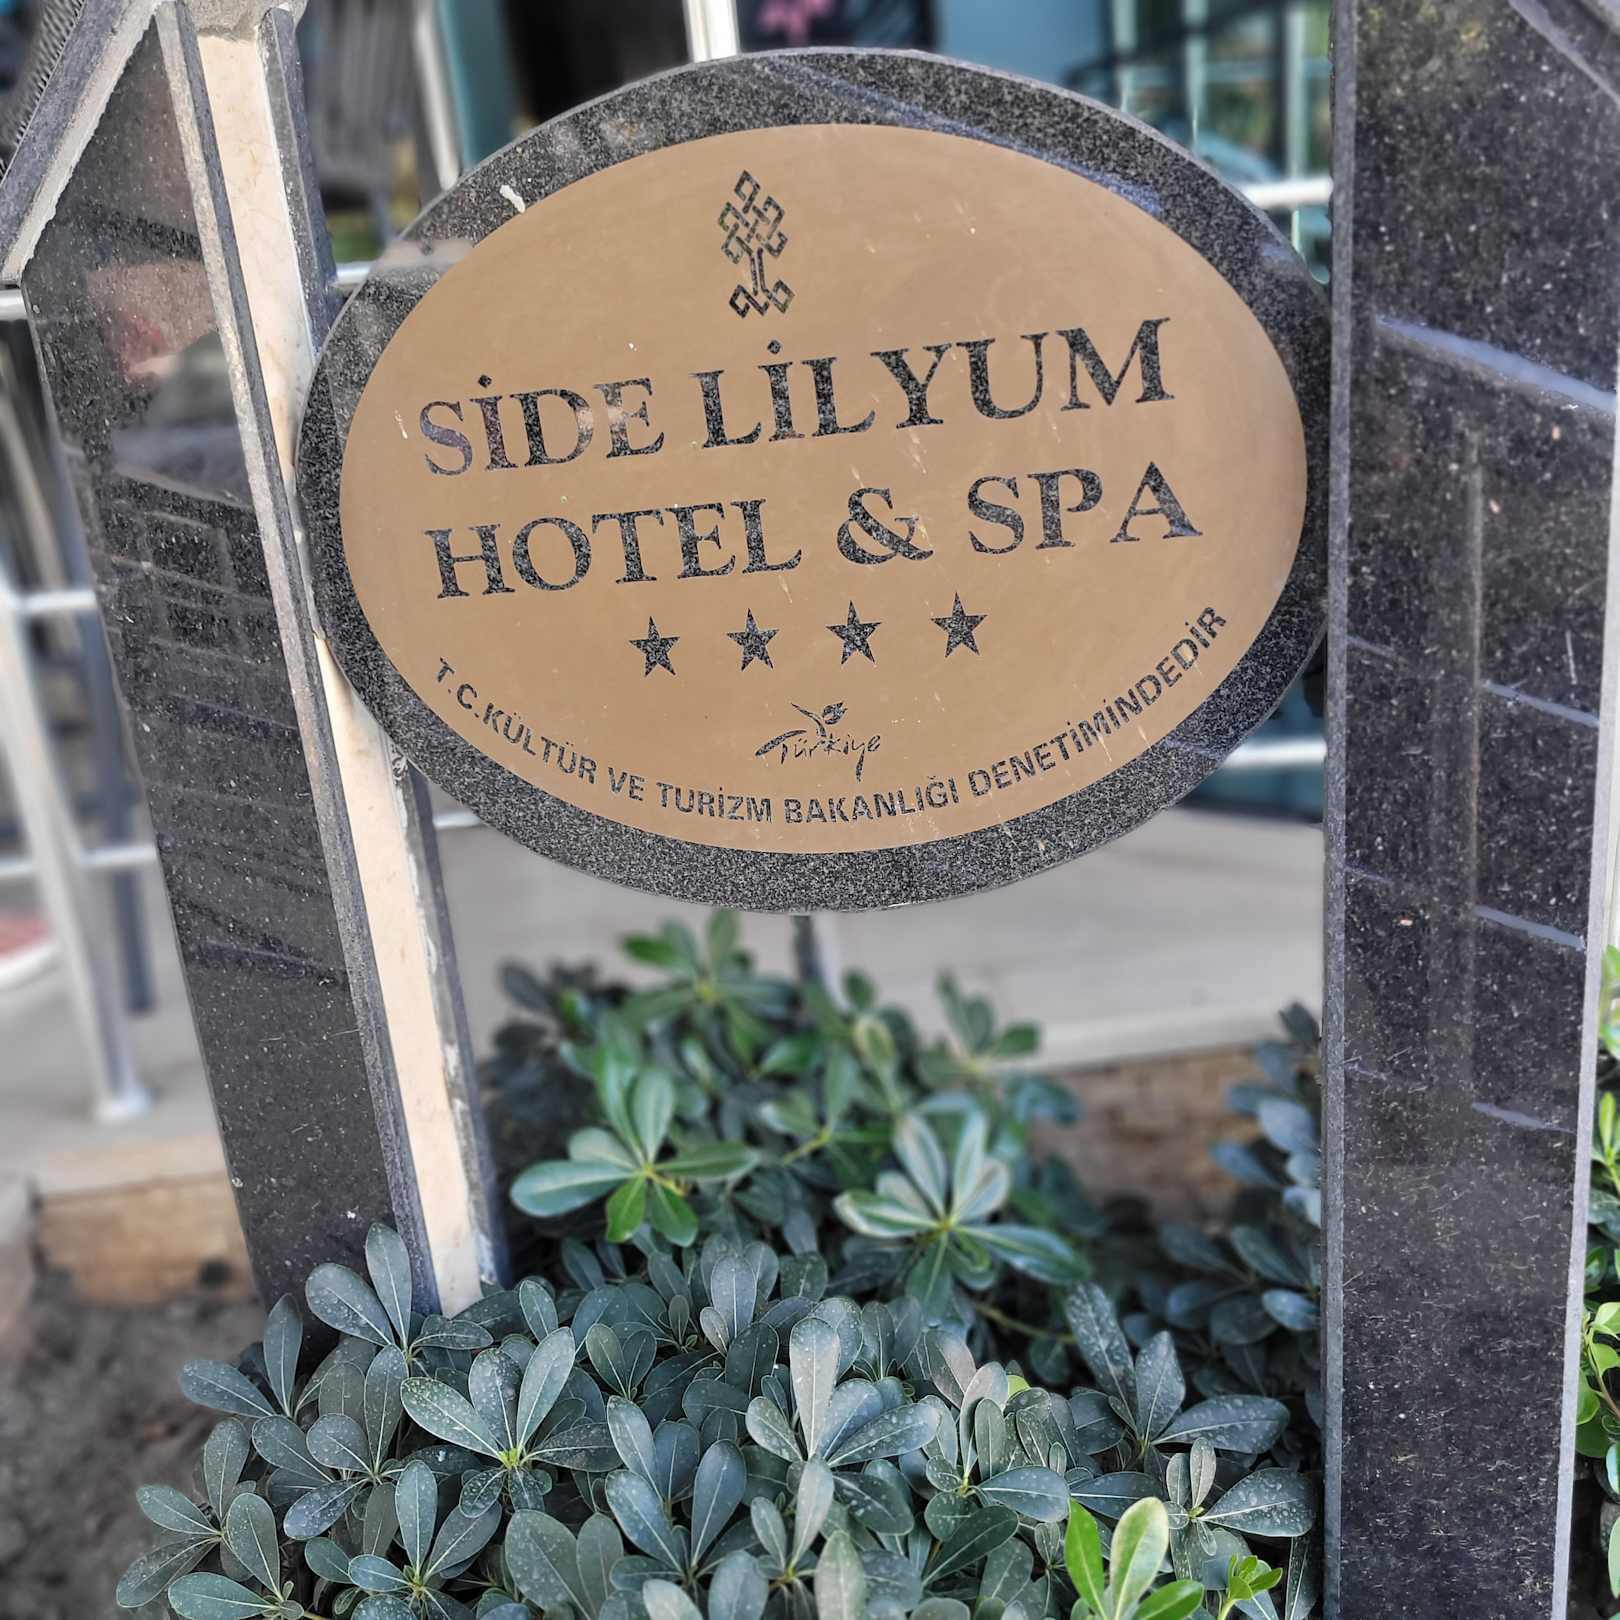 SİDE LİLYUM
HOTEL & SPA
Türkiye
T.C.KÜLTÜR VE TURİZM BAKANLIĞI DENETİMİNDEDİR